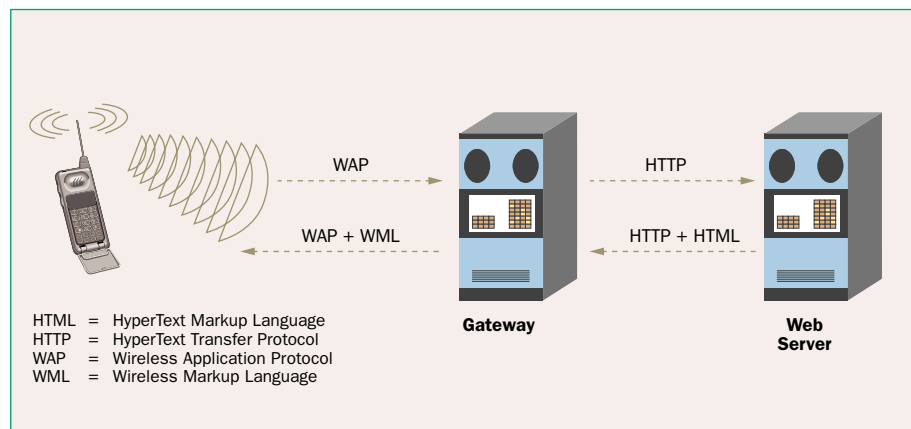 WAP
HTTP
WAP + WML
HTTP + HTML
Gateway
Web
Server
HTML = HyperText Markup Language
HTTP = HyperText Transfer Protocol
WAP = Wireless Application Protocol
WML = Wireless Markup Language